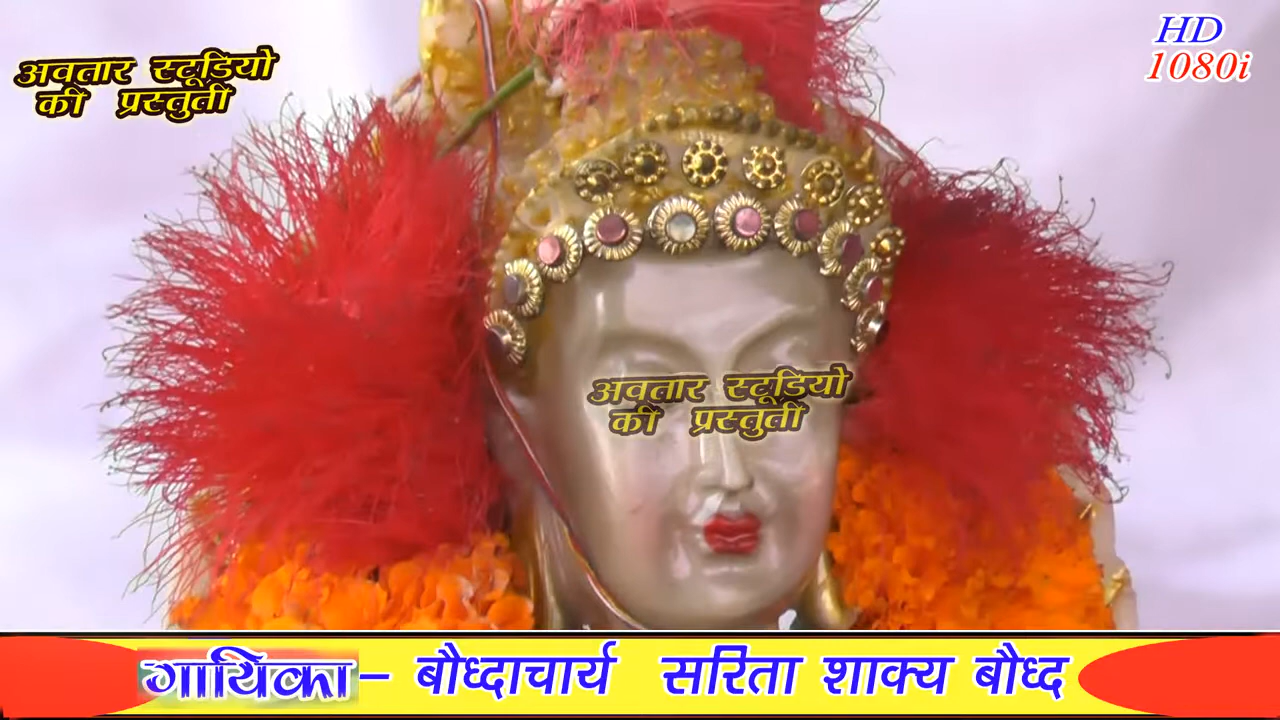 अवतार स्टूडियो
की प्रस्तुती
HD
1080i
अवतार स्टूडियो
की प्रस्तुती
गायिका – बौध्दाचार्य सरिता शाक्य बौध्द